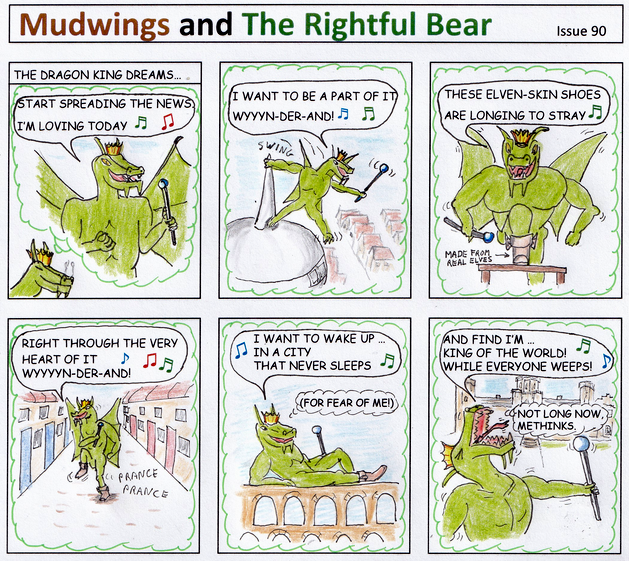 Mudwings and The Rightful Bear
Issue 90
THE DRAGON KING DREAMS...
START SPREADING THE NEWS,
I'M LOVING TODAY
I WANT TO BE A PART OF IT
WYYYN-DER-AND!
SWING
THESE ELVEN-SKIN SHOES
ARE LONGING TO STRAY
MADE FROM
REAL ELVES
RIGHT THROUGH THE VERY
HEART OF IT
WYYYYN-DER-AND!
PRANCE
PRANCE
I WANT TO WAKE UP ...
IN A CITY
THAT NEVER SLEEPS
(FOR FEAR OF ME!)
AND FIND I'M ...
KING OF THE WORLD!
WHILE EVERYONE WEEPS!
NOT LONG NOW,
METHINKS.